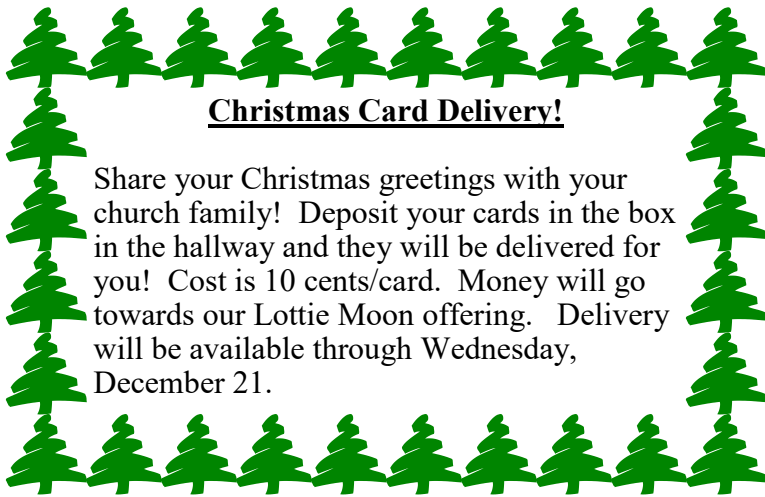 Christmas Card Delivery!
Share your Christmas greetings with your
church family!  Deposit your cards in the box
in the hallway and they will be delivered for
you!  Cost is 10 cents/card.  Money will go
towards our Lottie Moon offering.   Delivery
will be available through Wednesday,
December 21.